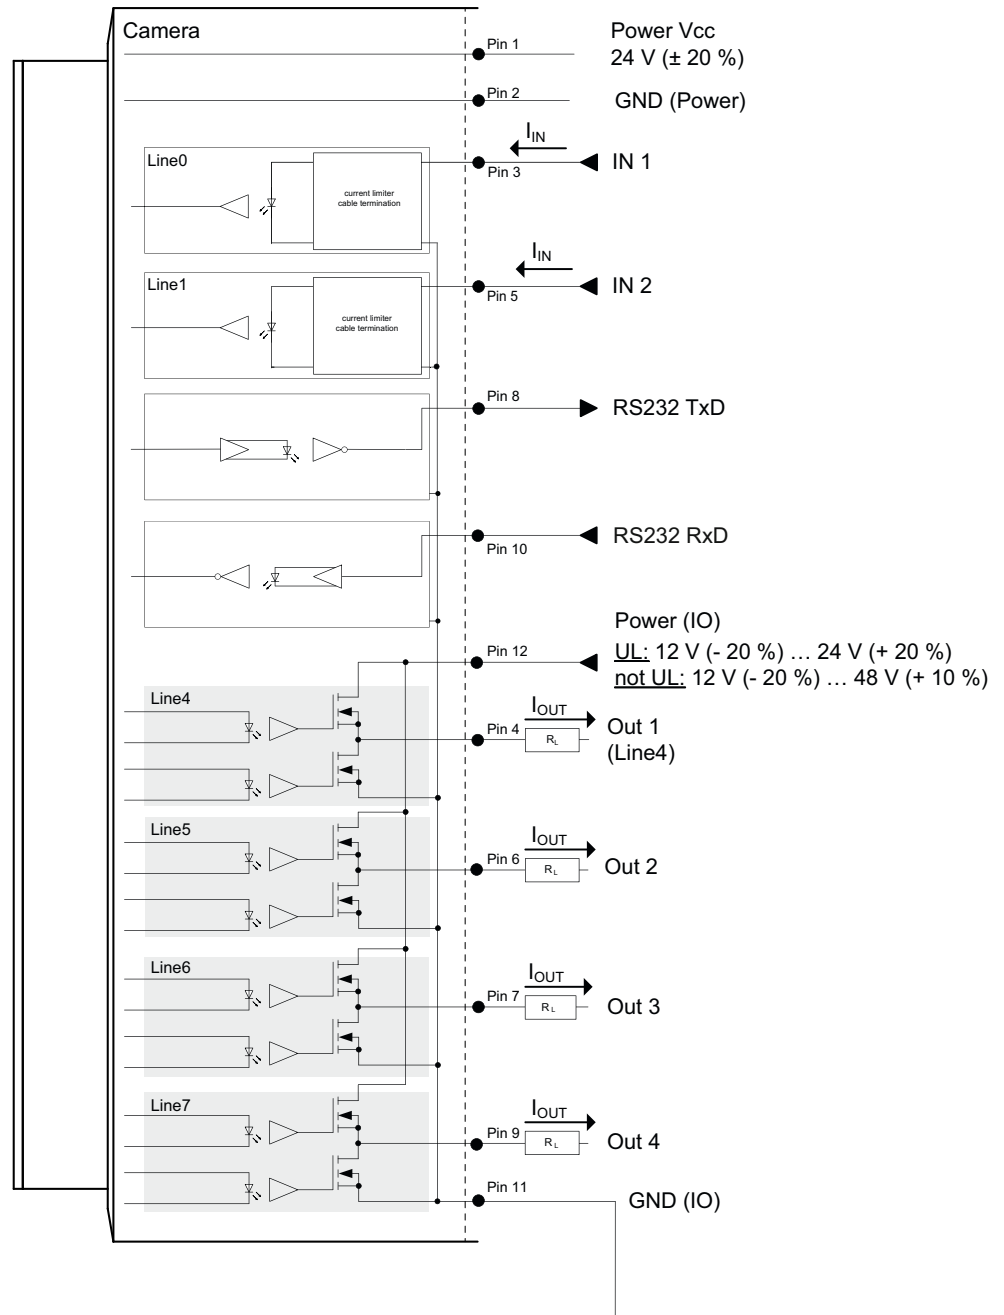 Camera
Pin 1
Power Vcc
24 V (± 20 %)
Pin 2
GND (Power)
Line0
current limiter
cable termination
Pin 3
I_IN
IN 1
Line1
current limiter
cable termination
Pin 5
I_IN
IN 2
Pin 8
RS232 TxD
Pin 10
RS232 RxD
Pin 12
Power (IO)
UL: 12 V (- 20 %) … 24 V (+ 20 %)
not UL: 12 V (- 20 %) … 48 V (+ 10 %)
Line4
Pin 4
I_OUT
R_L
Out 1
(Line4)
Line5
Pin 6
I_OUT
R_L
Out 2
Line6
Pin 7
I_OUT
R_L
Out 3
Line7
Pin 9
I_OUT
R_L
Out 4
Pin 11
GND (IO)